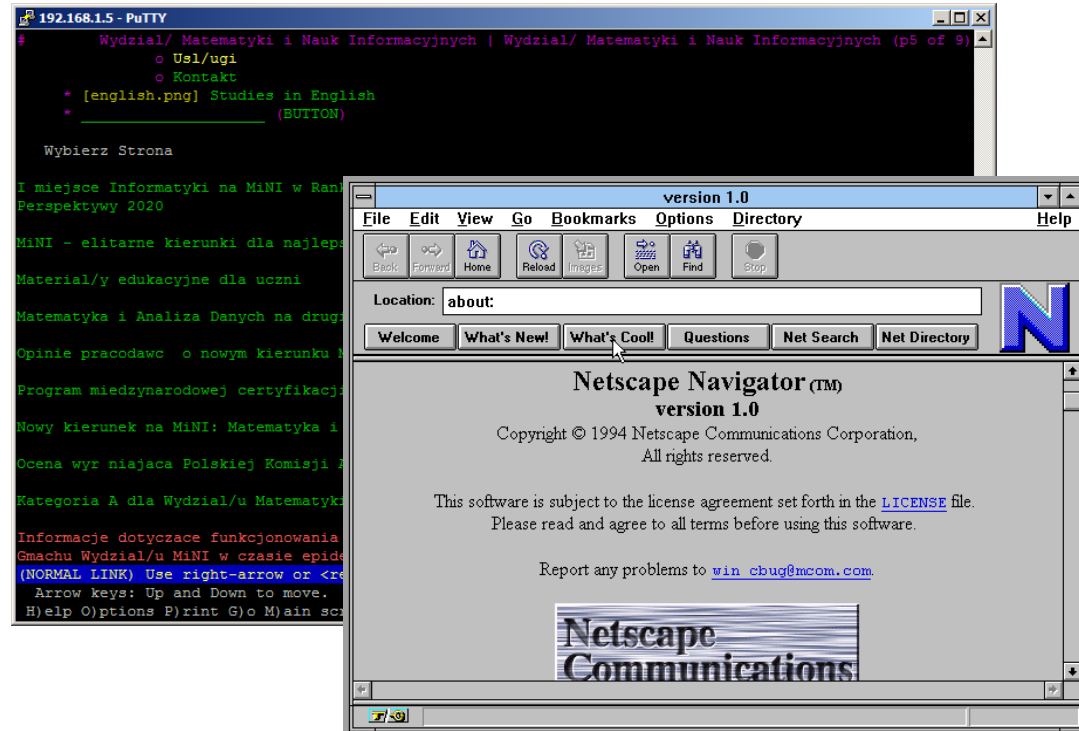 192.168.1.5 - PuTTY
# Wydzial/ Matematyki i Nauk Informacyjnych | Wydzial/ Matematyki i Nauk Informacyjnych (p5 of 9)
o Usl/ugi
o Kontakt
* [english.png] Studies in English
* ______________________ (BUTTON)
Wybierz Strona
I miejsce Informatyki na MiNI w Rank
Perspektywy 2020
MiNI - elitarne kierunki dla najleps
Material/y edukacyjne dla uczni
Matematyka i Analiza Danych na drugi
Opinie pracodawc o nowym kierunku M
Program miedzynarodowej certyfikacji
Nowy kierunek na MiNI: Matematyka i
Ocena wyr niajaca Polskiej Komisji A
Kategoria A dla Wydzial/u Matematyki
Informacje dotyczace funkcjonowania
Gmachu Wydzial/u MiNI w czasie epide
(NORMAL LINK) Use right-arrow or <re
Arrow keys: Up and Down to move.
H)elp O)ptions P)rint G)o M)ain scr
version 1.0
File Edit View Go Bookmarks Options Directory Help
Back Forward Home Reload Images Open Find Stop
Location: about:
Welcome What's New! What's Cool! Questions Net Search Net Directory
N
Netscape Navigator (TM)
version 1.0
Copyright © 1994 Netscape Communications Corporation,
All rights reserved.
This software is subject to the license agreement set forth in the LICENSE file.
Please read and agree to all terms before using this software.
Report any problems to win_cbug@mcom.com.
Netscape
Communications